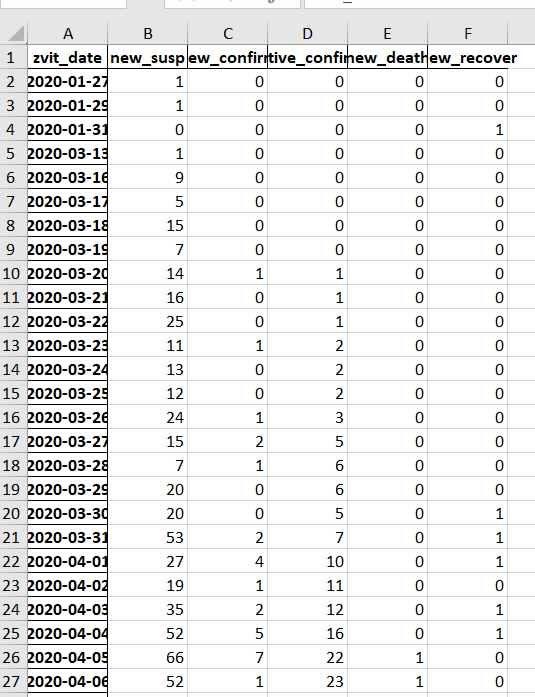 A B C D E F
1 zvit_date new_susp ew_confirm tive_confir new_death ew_recover
2 2020-01-27 1 0 0 0 0
3 2020-01-29 1 0 0 0 0
4 2020-01-31 0 0 0 0 1
5 2020-03-13 1 0 0 0 0
6 2020-03-16 9 0 0 0 0
7 2020-03-17 5 0 0 0 0
8 2020-03-18 15 0 0 0 0
9 2020-03-19 7 0 0 0 0
10 2020-03-20 14 1 1 0 0
11 2020-03-21 16 0 1 0 0
12 2020-03-22 25 0 1 0 0
13 2020-03-23 11 1 2 0 0
14 2020-03-24 13 0 2 0 0
15 2020-03-25 12 0 2 0 0
16 2020-03-26 24 1 3 0 0
17 2020-03-27 15 2 5 0 0
18 2020-03-28 7 1 6 0 0
19 2020-03-29 20 0 6 0 0
20 2020-03-30 20 0 5 0 1
21 2020-03-31 53 2 7 0 1
22 2020-04-01 27 4 10 0 1
23 2020-04-02 19 1 11 0 0
24 2020-04-03 35 2 12 0 1
25 2020-04-04 52 5 16 0 1
26 2020-04-05 66 7 22 1 0
27 2020-04-06 52 1 23 1 0